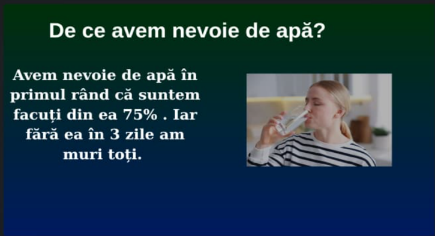 De ce avem nevoie de apă?
Avem nevoie de apă în
primul rând că suntem
facuți din ea 75% . Iar
fără ea în 3 zile am
muri toți.